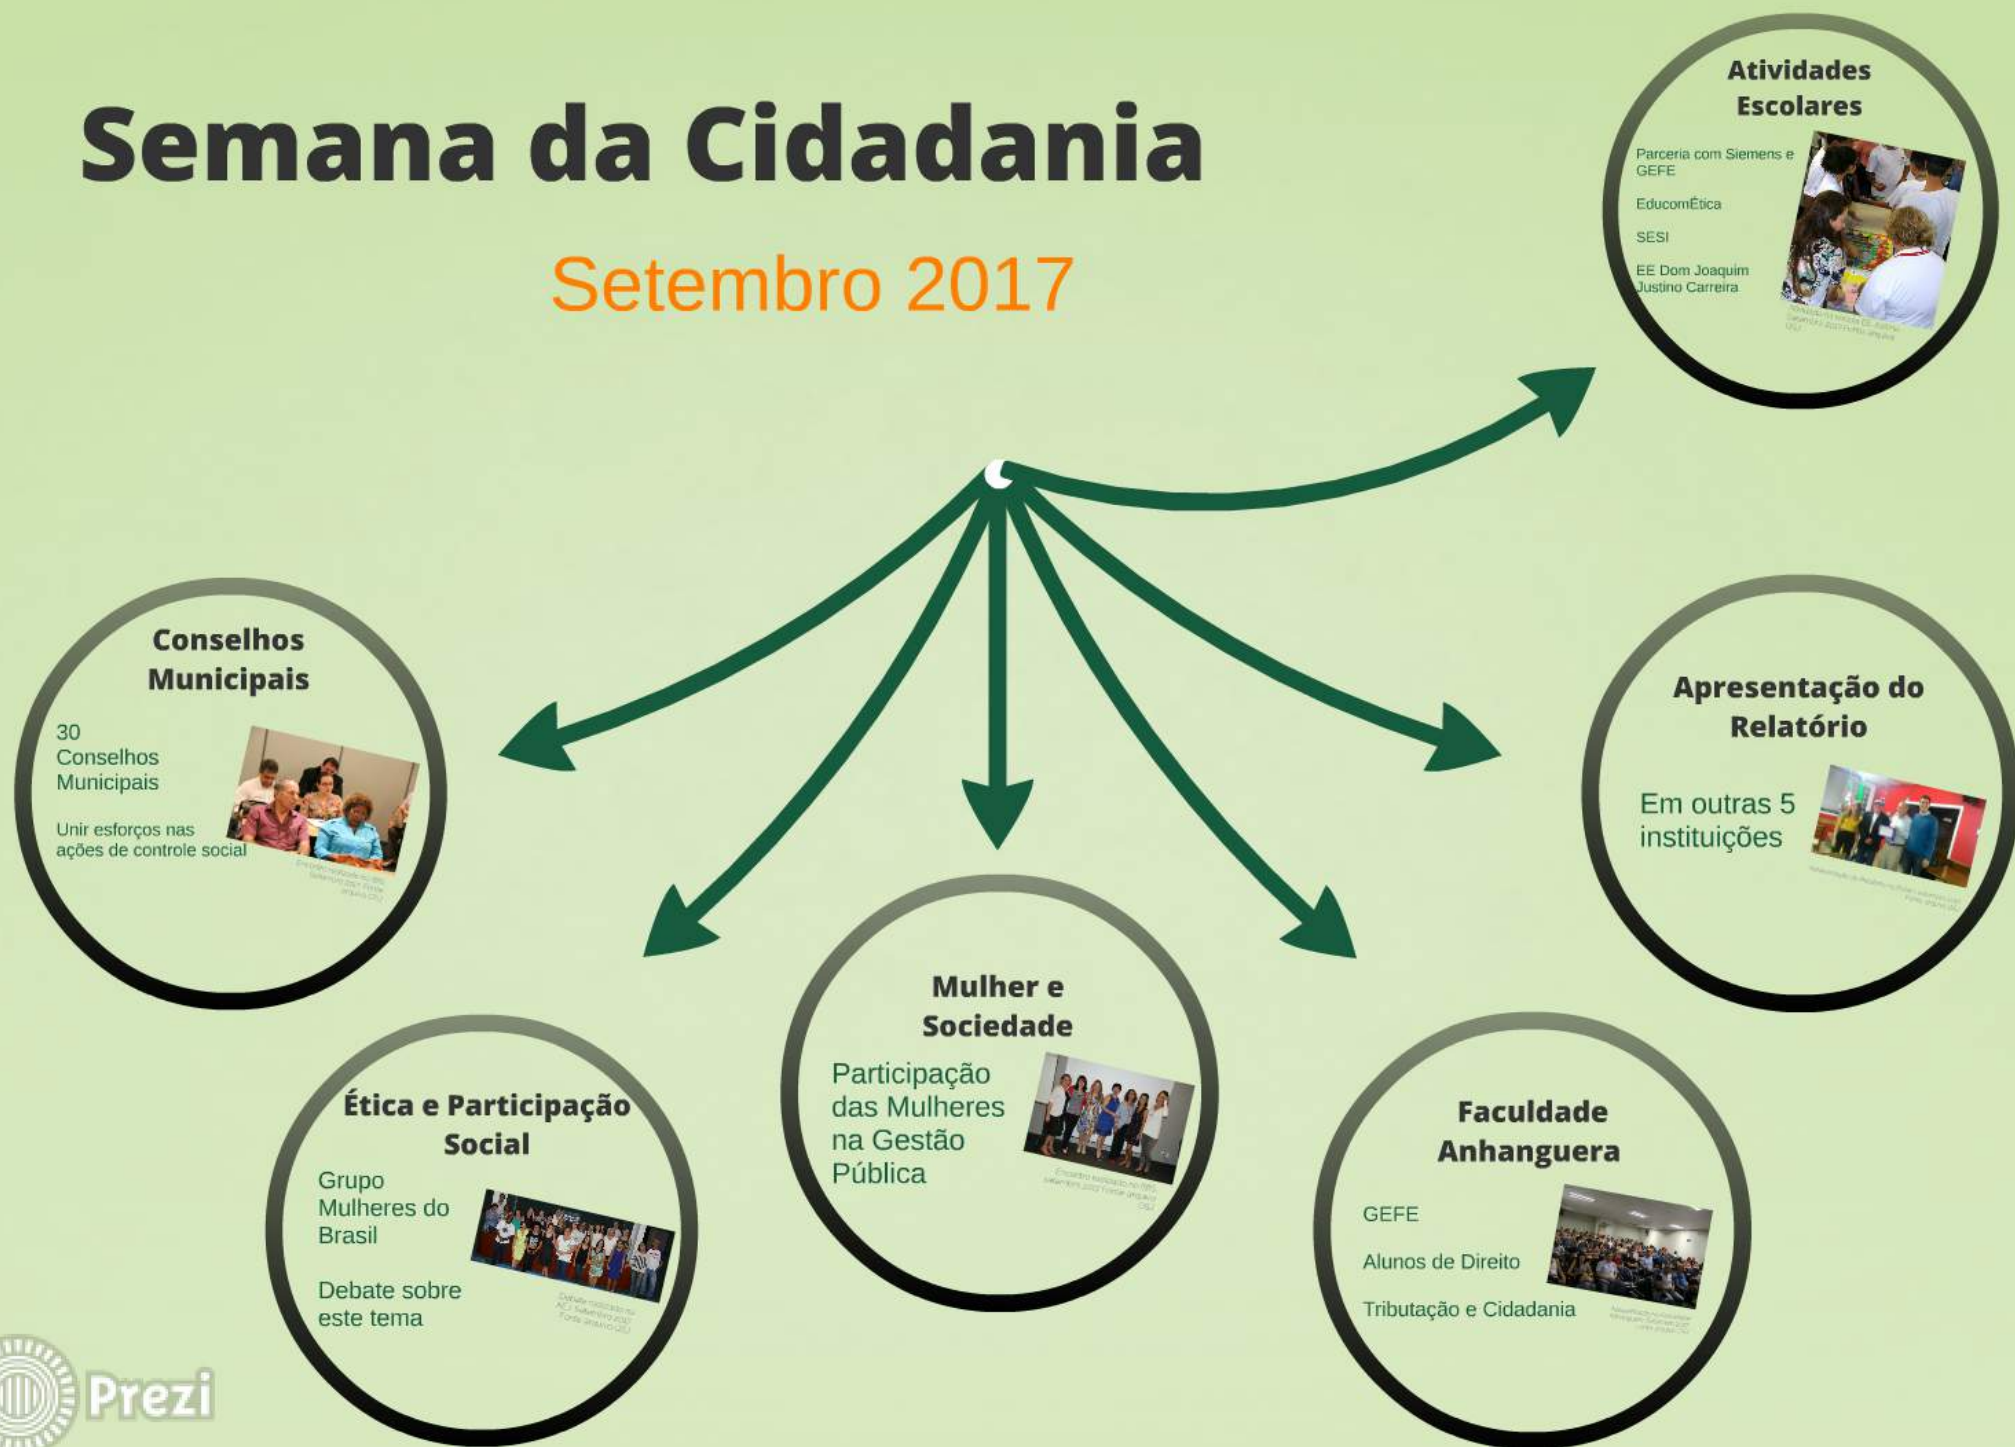 Semana da Cidadania
Setembro 2017
Atividades
Escolares
Parceria com Siemens e
GEFE
EducomÉtica
SESI
EE Dom Joaquim
Justino Carreira
Conselhos
Municipais
30
Conselhos
Municipais
Unir esforços nas
ações de controle social
Apresentação do
Relatório
Em outras 5
instituições
Ética e Participação
Social
Grupo
Mulheres do
Brasil
Debate sobre
este tema
Mulher e
Sociedade
Participação
das Mulheres
na Gestão
Pública
Faculdade
Anhanguera
GEFE
Alunos de Direito
Tributação e Cidadania
Prezi